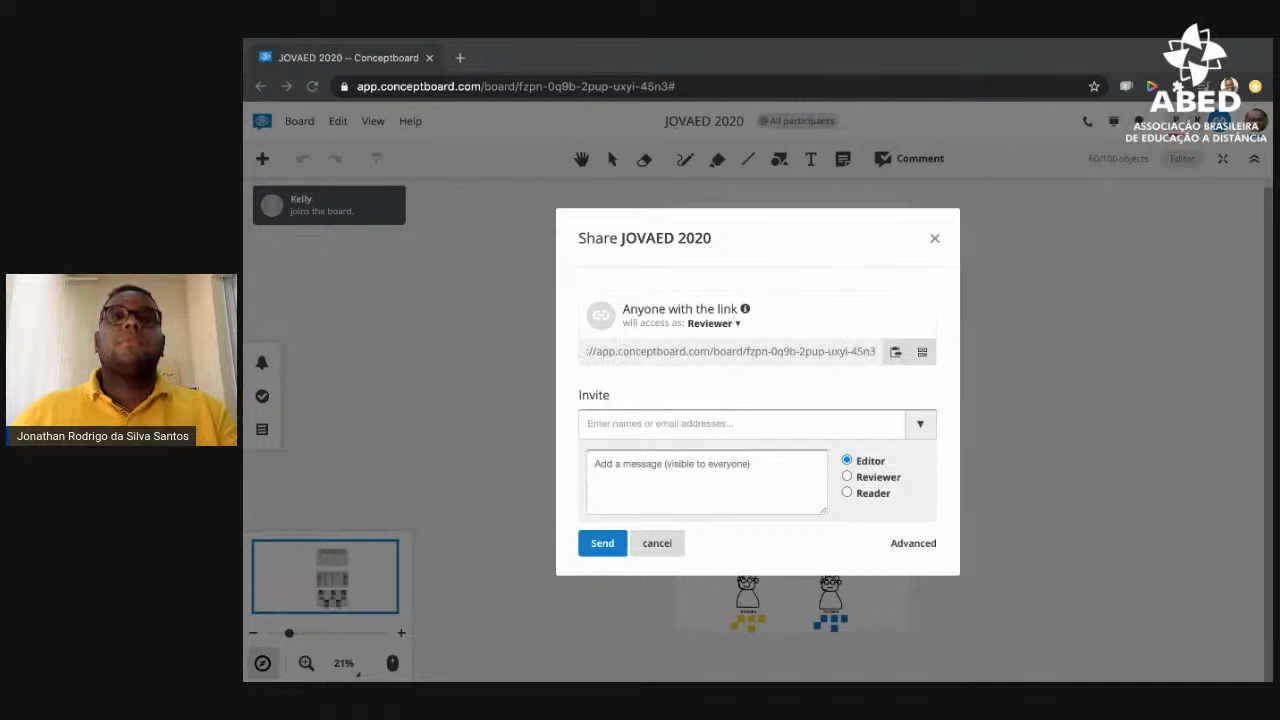 JOVAED 2020 — Conceptboard
app.conceptboard.com/board/fzpn-0q9b-2pup-uxyi-45n3#
ABED
ASSOCIAÇÃO BRASILEIRA
DE EDUCAÇÃO A DISTÂNCIA
Board Edit View Help
JOVAED 2020 @All participants
Comment
60/100 objects
Editor
Kelly
joins the board.
Share JOVAED 2020
Anyone with the link
will access as: Reviewer
://app.conceptboard.com/board/fzpn-0q9b-2pup-uxyi-45n3
Invite
Enter names or email addresses...
Add a message (visible to everyone)
Editor
Reviewer
Reader
Send cancel Advanced
Jonathan Rodrigo da Silva Santos
21%